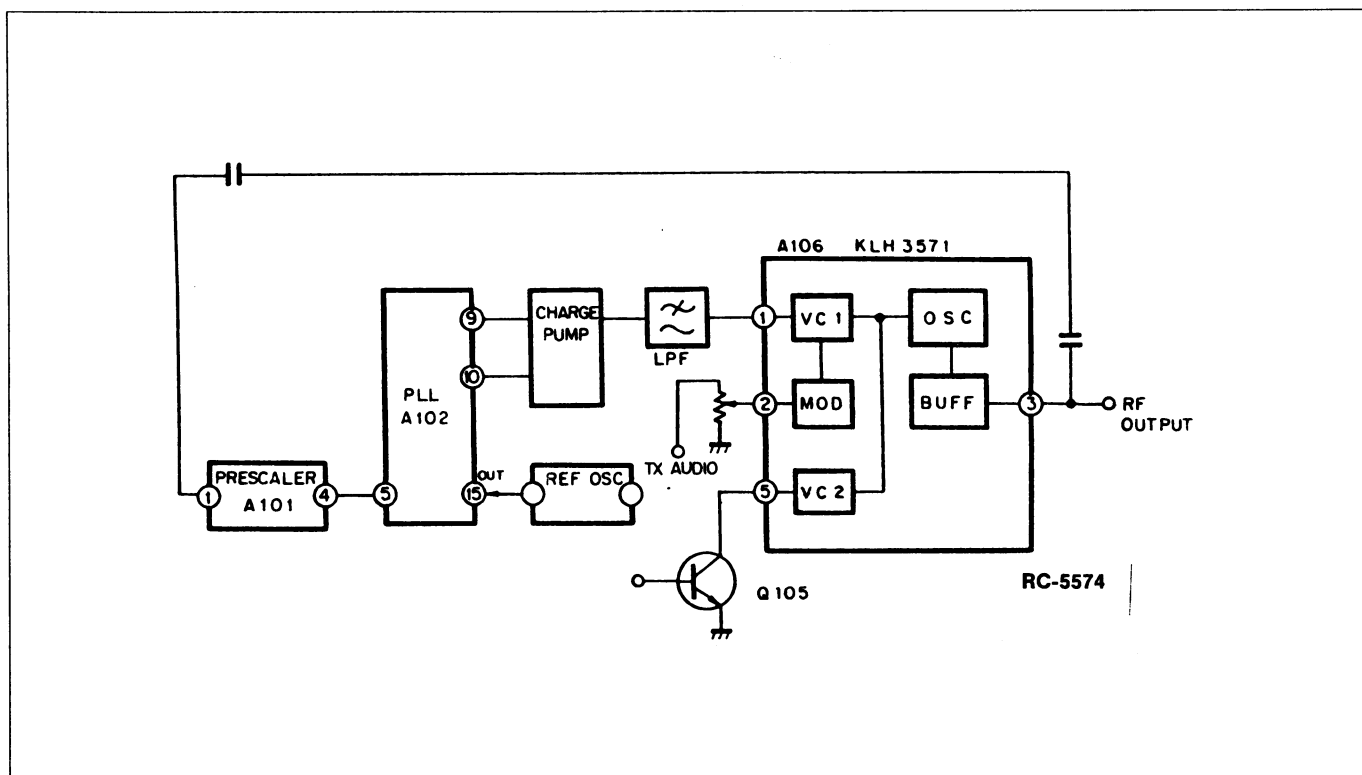 A106 KLH 3571
9
CHARGE
PUMP
1
VC 1
OSC
LPF
10
PLL
A102
2
MOD
BUFF
3
RF
OUTPUT
TX AUDIO
OUT
1
PRESCALER
A101
4
5
15
REF OSC
5
VC 2
Q105
RC-5574